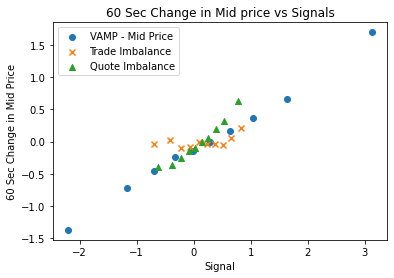 60 Sec Change in Mid price vs Signals
VAMP - Mid Price
Trade Imbalance
Quote Imbalance
60 Sec Change in Mid Price
1.5
1.0
0.5
0.0
−0.5
−1.0
−1.5
−2
−1
0
1
2
3
Signal